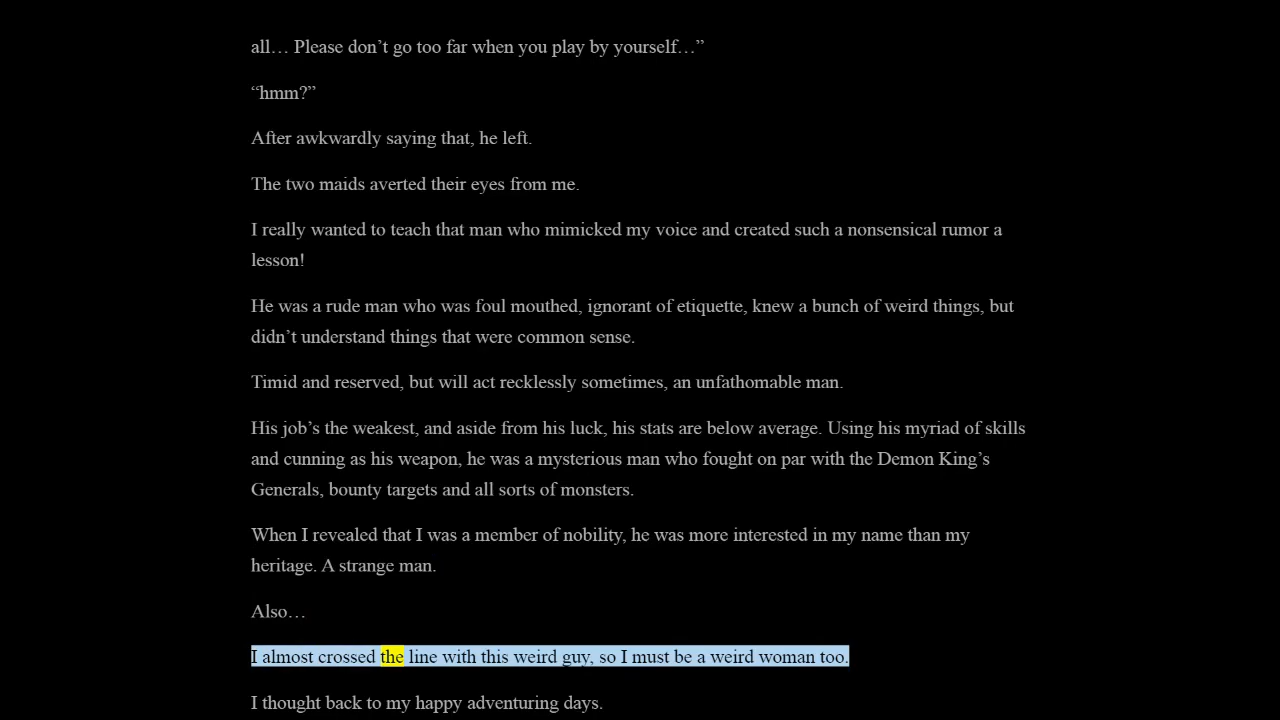 all… Please don’t go too far when you play by yourself…”
“hmm?”
After awkwardly saying that, he left.
The two maids averted their eyes from me.
I really wanted to teach that man who mimicked my voice and created such a nonsensical rumor a
lesson!
He was a rude man who was foul mouthed, ignorant of etiquette, knew a bunch of weird things, but
didn’t understand things that were common sense.
Timid and reserved, but will act recklessly sometimes, an unfathomable man.
His job’s the weakest, and aside from his luck, his stats are below average. Using his myriad of skills
and cunning as his weapon, he was a mysterious man who fought on par with the Demon King’s
Generals, bounty targets and all sorts of monsters.
When I revealed that I was a member of nobility, he was more interested in my name than my
heritage. A strange man.
Also…
I almost crossed the line with this weird guy, so I must be a weird woman too.
I thought back to my happy adventuring days.